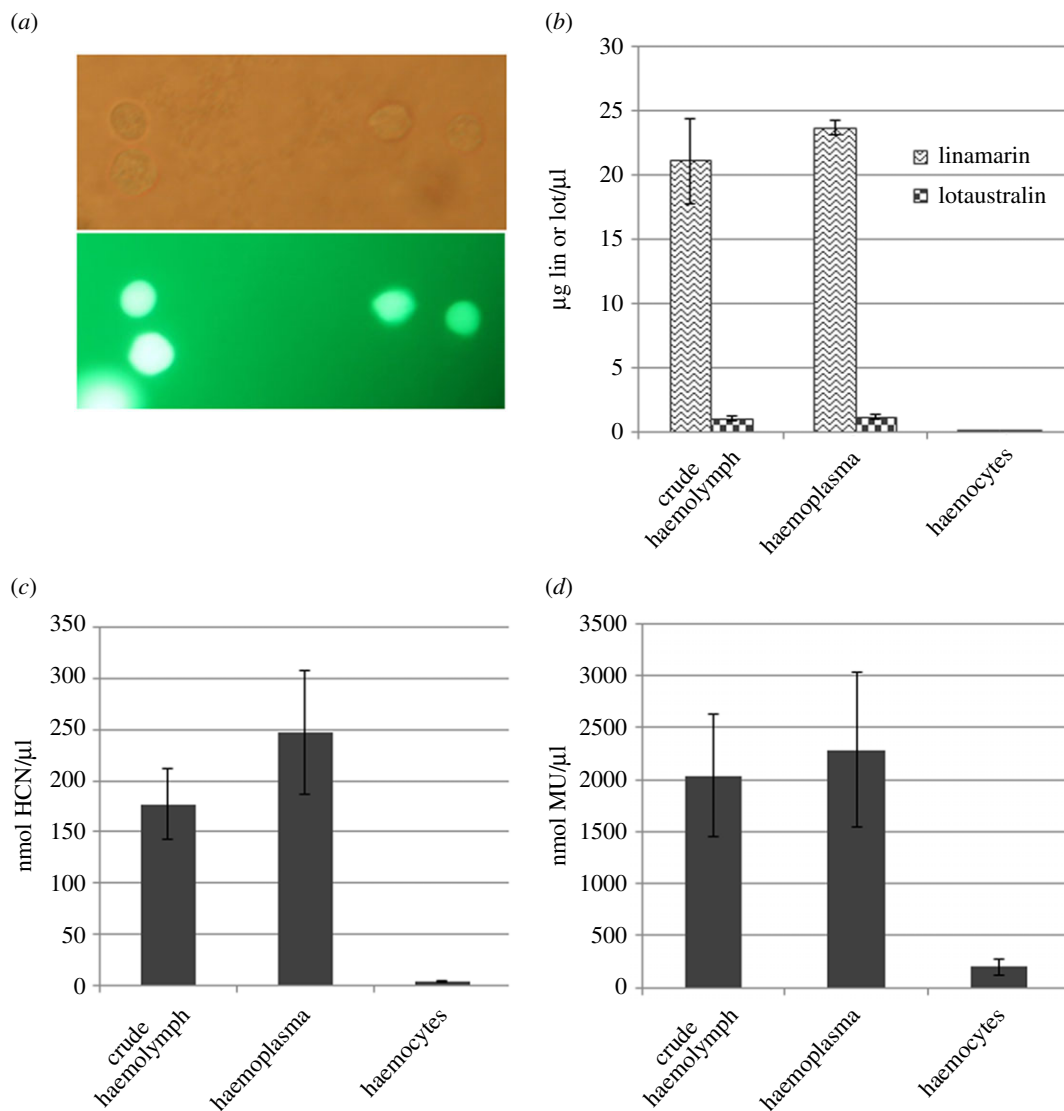 (a)
(b)
30
25
20
15
10
5
0
µg lin or lot/µl
linamarin
lotaustralin
crude
haemolymph
haemoplasma
haemocytes
(c)
350
300
250
200
150
100
50
0
nmol HCN/µl
crude
haemolymph
haemoplasma
haemocytes
(d)
3500
3000
2500
2000
1500
1000
500
0
nmol MU/µl
crude
haemolymph
haemoplasma
haemocytes